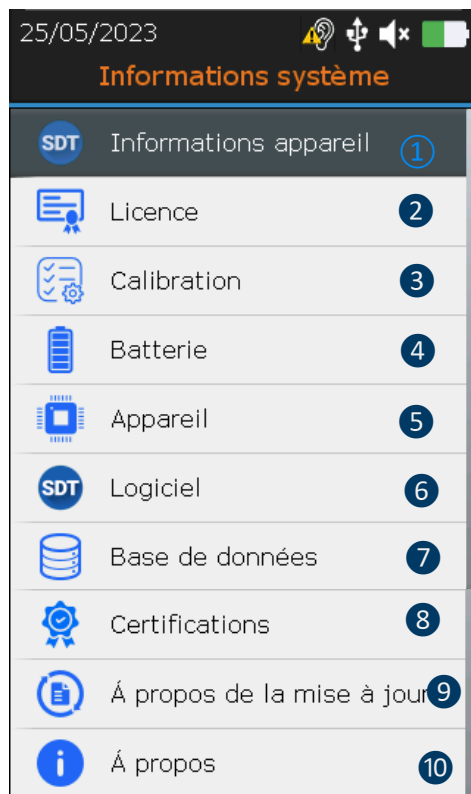 25/05/2023
Informations système
SDT Informations appareil 1
Licence 2
Calibration 3
Batterie 4
Appareil 5
SDT Logiciel 6
Base de données 7
Certifications 8
Á propos de la mise à jour 9
i Á propos 10